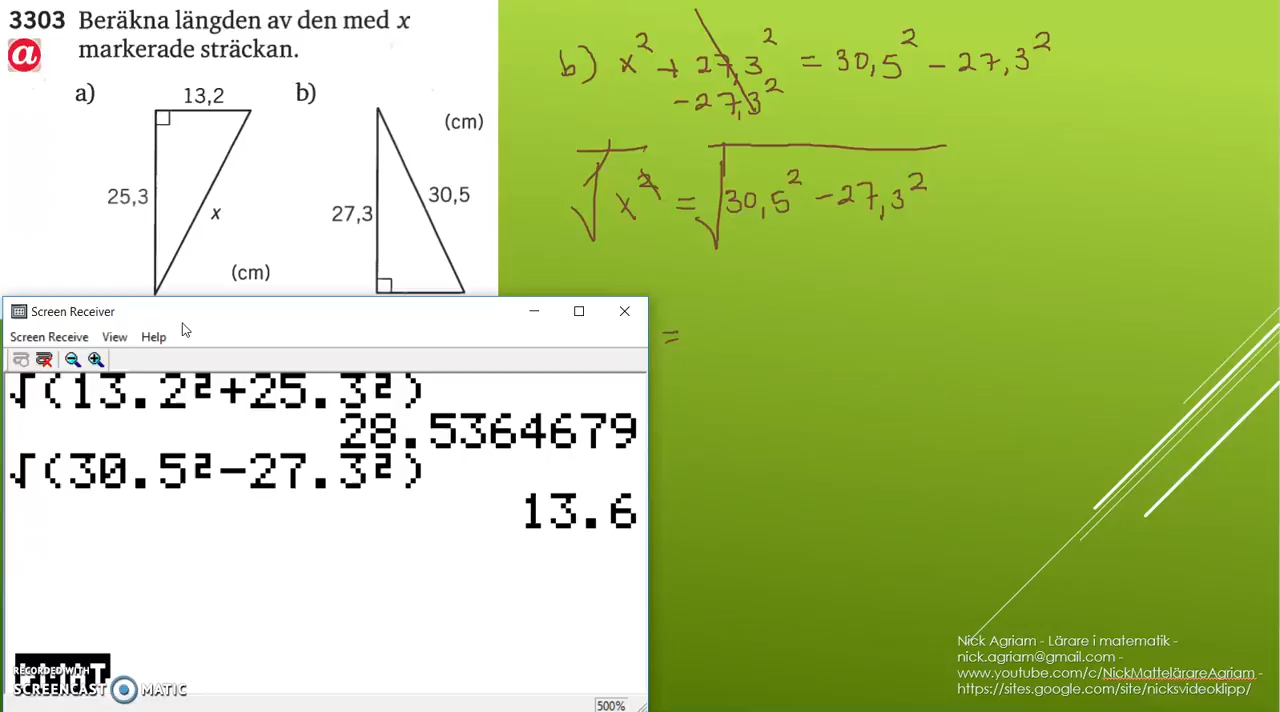 3303 Beräkna längden av den med x
markerade sträckan.
a
a)
13,2
25,3
x
(cm)
b)
(cm)
27,3
30,5
b) x² + 27,3² = 30,5² - 27,3²
-27,3²
√x² = √30,5² - 27,3²
=
Screen Receiver
Screen Receive View Help
√(13.2²+25.3²)
28.5364679
√(30.5²-27.3²)
13.6
RECORDED WITH
SCREENCAST MATIC
500%
Nick Agriam - Lärare i matematik -
nick.agriam@gmail.com -
www.youtube.com/c/NickMattelärareAgriam -
https://sites.google.com/site/nicksvideoklipp/